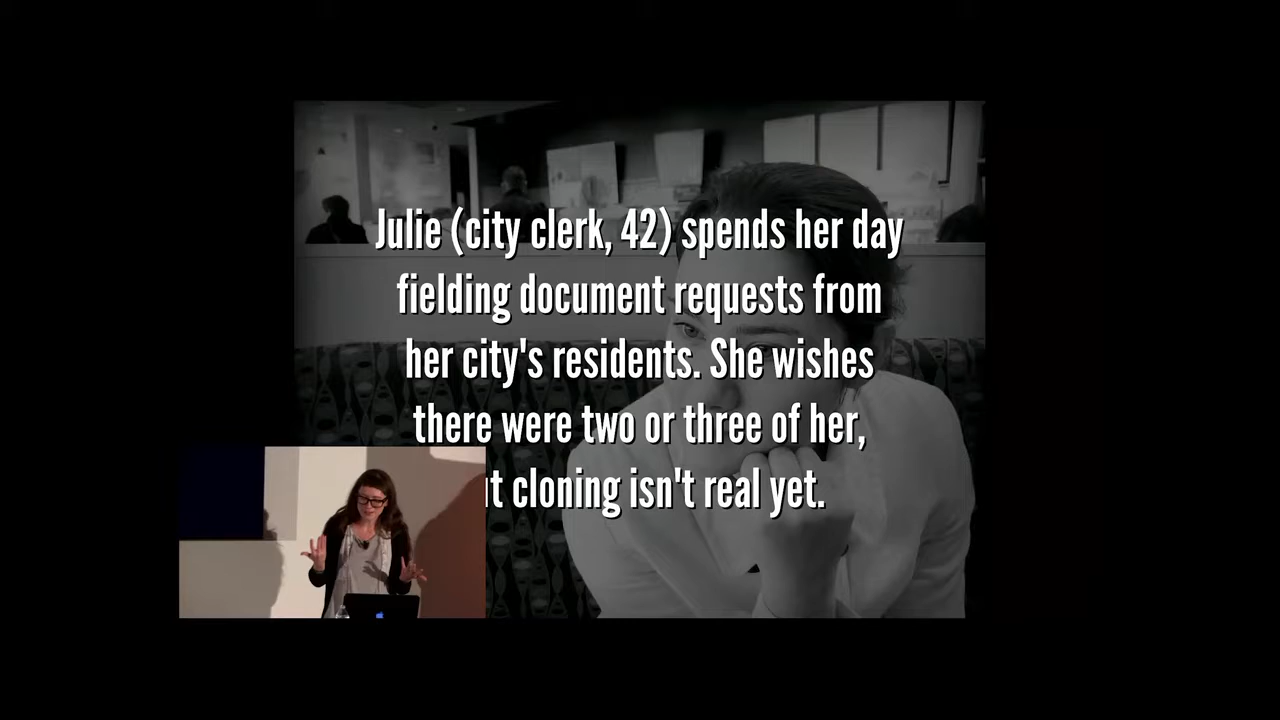 Julie (city clerk, 42) spends her day
fielding document requests from
her city's residents. She wishes
there were two or three of her,
cloning isn't real yet.